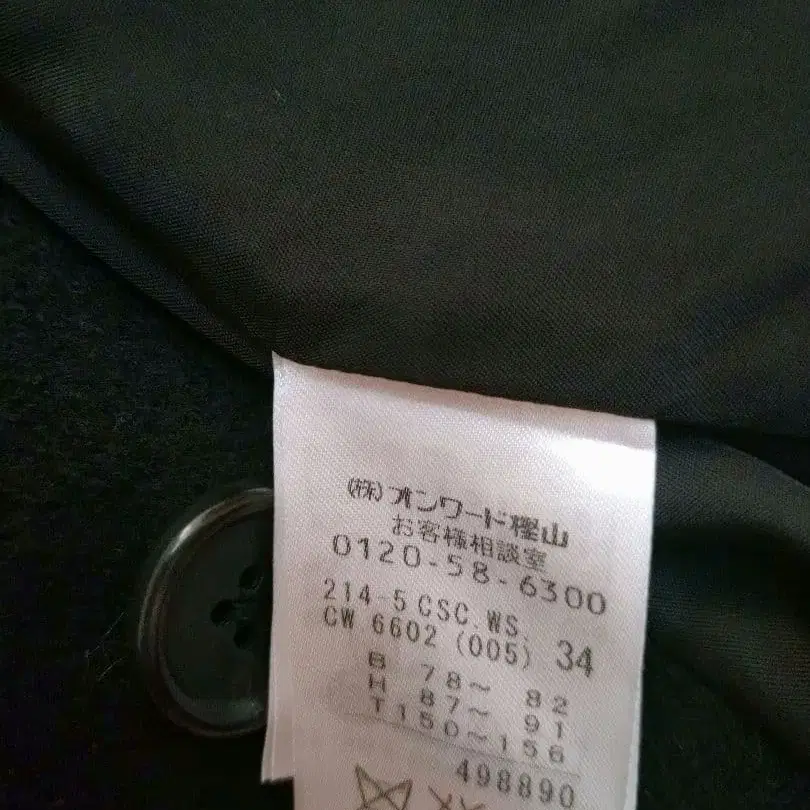 (株)オンワード樫山
お客様相談室
0120-58-6300
214-5 CSC.WS.
CW 6602 (005) 34
B 78～ 82
H 87～ 91
T150～156
498890